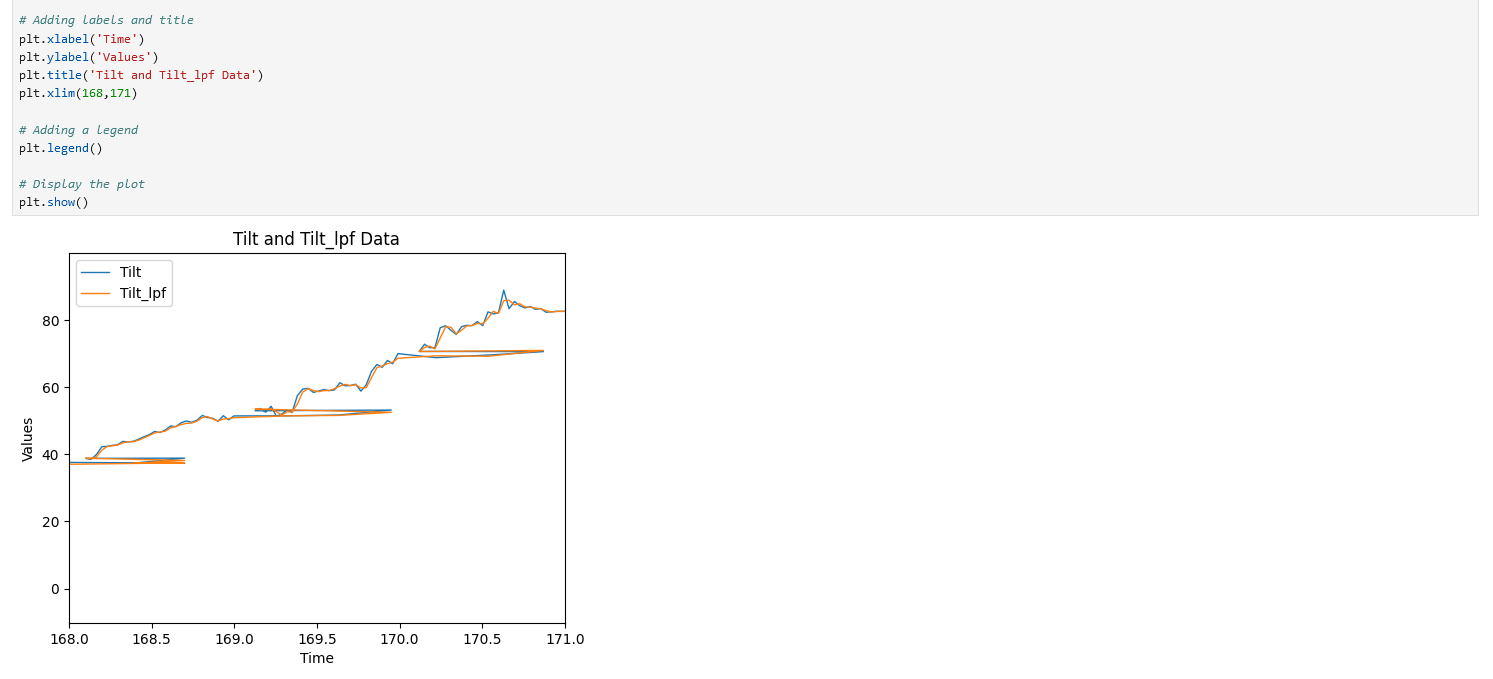 # Adding labels and title
plt.xlabel('Time')
plt.ylabel('Values')
plt.title('Tilt and Tilt_lpf Data')
plt.xlim(168,171)
# Adding a legend
plt.legend()
# Display the plot
plt.show()
Tilt and Tilt_lpf Data
Tilt
Tilt_lpf
80
60
40
20
0
Values
168.0 168.5 169.0 169.5 170.0 170.5 171.0
Time